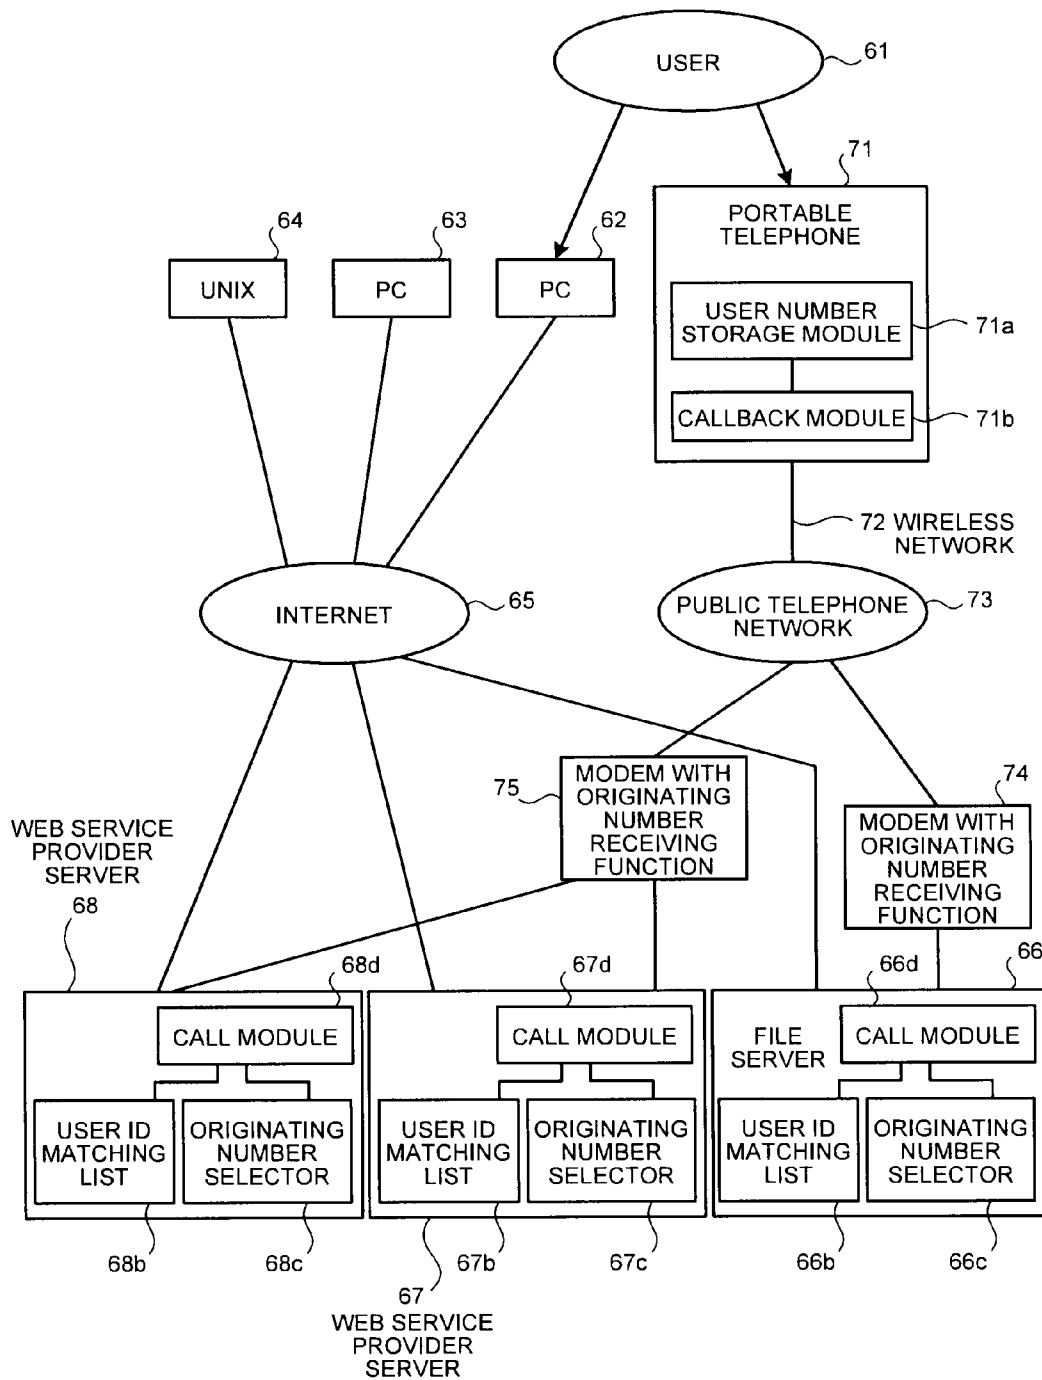 USER
61
71
PORTABLE
TELEPHONE
64
63
62
UNIX
PC
PC
USER NUMBER
STORAGE MODULE
71a
CALLBACK MODULE
71b
72 WIRELESS
NETWORK
INTERNET
65
PUBLIC TELEPHONE
NETWORK
73
75
MODEM WITH
ORIGINATING
NUMBER
RECEIVING
FUNCTION
74
MODEM WITH
ORIGINATING
NUMBER
RECEIVING
FUNCTION
WEB SERVICE
PROVIDER
SERVER
68
68d
67d
66d
66
CALL MODULE
CALL MODULE
FILE
SERVER
CALL MODULE
USER ID
MATCHING
LIST
ORIGINATING
NUMBER
SELECTOR
USER ID
MATCHING
LIST
ORIGINATING
NUMBER
SELECTOR
USER ID
MATCHING
LIST
ORIGINATING
NUMBER
SELECTOR
68b
68c
67b
67c
66b
66c
67
WEB SERVICE
PROVIDER
SERVER